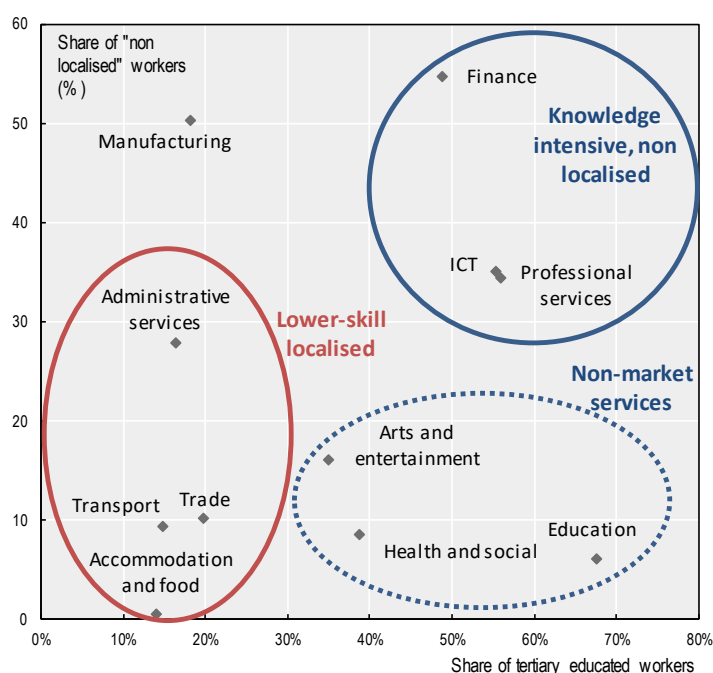 60
Share of "non
localised" workers
(%)
Finance
50
Manufacturing
Knowledge
intensive, non
localised
40
ICT
Professional
services
30
Administrative
services
Lower-skill
localised
Non-market
services
20
Arts and
entertainment
Transport
Trade
10
Education
Health and social
Accommodation
and food
0
0%
10%
20%
30%
40%
50%
60%
70%
80%
Share of tertiary educated workers